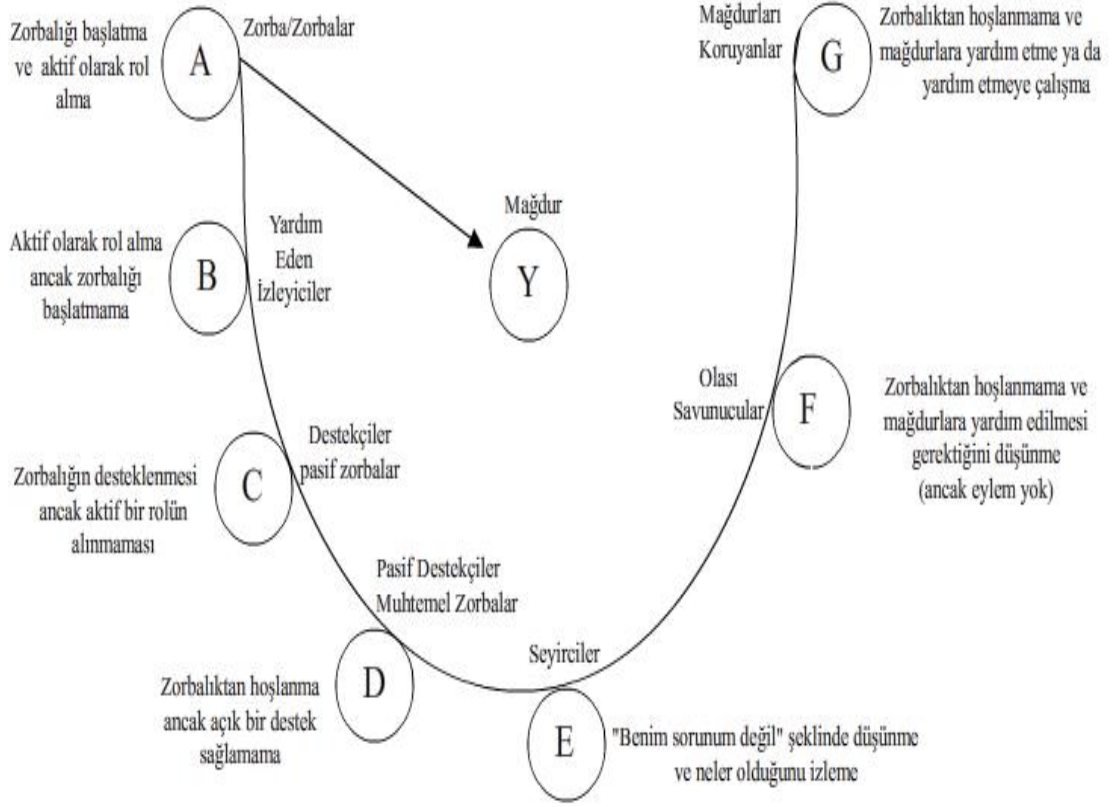 Zorbalığı başlatma
ve aktif olarak rol
alma
A
Zorba/Zorbalar
Aktif olarak rol alma
ancak zorbalığı
başlatmama
B
Yardım
Eden
İzleyiciler
Zorbalığın desteklenmesi
ancak aktif bir rolün
alınmaması
C
Destekçiler
pasif zorbalar
Zorbalıktan hoşlanma
ancak açık bir destek
sağlamama
D
Pasif Destekçiler
Muhtemel Zorbalar
Seyirciler
E
"Benim sorunum değil" şeklinde düşünme
ve neler olduğunu izleme
Olası
Savunucular
F
Zorbalıktan hoşlanmama ve
mağdurlara yardım edilmesi
gerektiğini düşünme
(ancak eylem yok)
Mağdurları
Koruyanlar
G
Zorbalıktan hoşlanmama ve
mağdurlara yardım etme ya da
yardım etmeye çalışma
Mağdur
Y